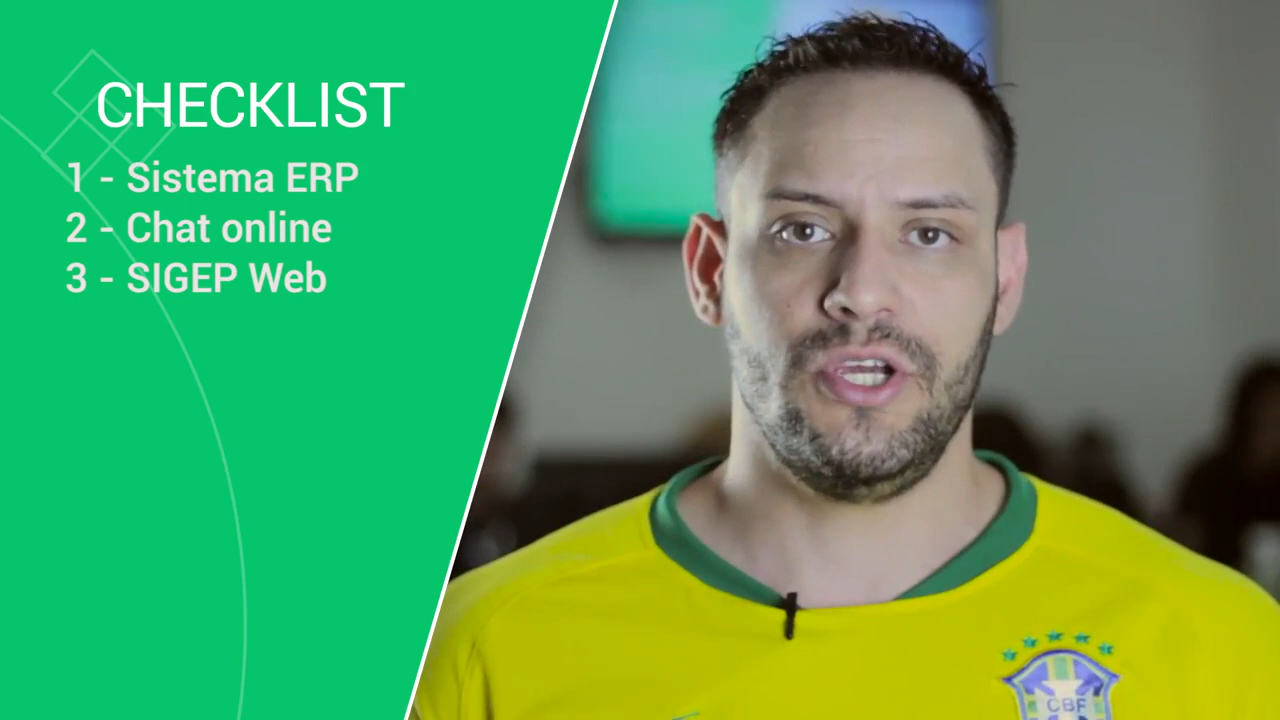 CHECKLIST
1 - Sistema ERP
2 - Chat online
3 - SIGEP Web
CBF